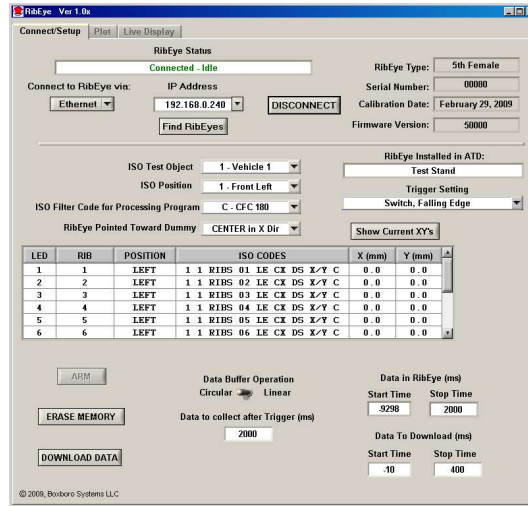 RibEye Ver 1.0x
Connect/Setup Plot Live Display
RibEye Status
Connected - Idle
Connect to RibEye via: IP Address
Ethernet 192.168.0.240 DISCONNECT
Find RibEyes
RibEye Type: 5th Female
Serial Number: 00080
Calibration Date: February 29, 2009
Firmware Version: 50000
ISO Test Object 1 - Vehicle 1
ISO Position 1 - Front Left
ISO Filter Code for Processing Program C - CFC 180
RibEye Pointed Toward Dummy CENTER in X Dir
RibEye Installed in ATD:
Test Stand
Trigger Setting
Switch, Falling Edge
Show Current XY's
LED RIB POSITION ISO CODES X (mm) Y (mm)
1 1 LEFT 1 1 RIBS 01 LE CX DS X/Y C 0.0 0.0
2 2 LEFT 1 1 RIBS 02 LE CX DS X/Y C 0.0 0.0
3 3 LEFT 1 1 RIBS 03 LE CX DS X/Y C 0.0 0.0
4 4 LEFT 1 1 RIBS 04 LE CX DS X/Y C 0.0 0.0
5 5 LEFT 1 1 RIBS 05 LE CX DS X/Y C 0.0 0.0
6 6 LEFT 1 1 RIBS 06 LE CX DS X/Y C 0.0 0.0
ARM
ERASE MEMORY
DOWNLOAD DATA
Data Buffer Operation
Circular Linear
Data to collect after Trigger (ms)
2000
Data in RibEye (ms)
Start Time Stop Time
-9298 2000
Data To Download (ms)
Start Time Stop Time
-10 400
© 2009, Boxboro Systems LLC